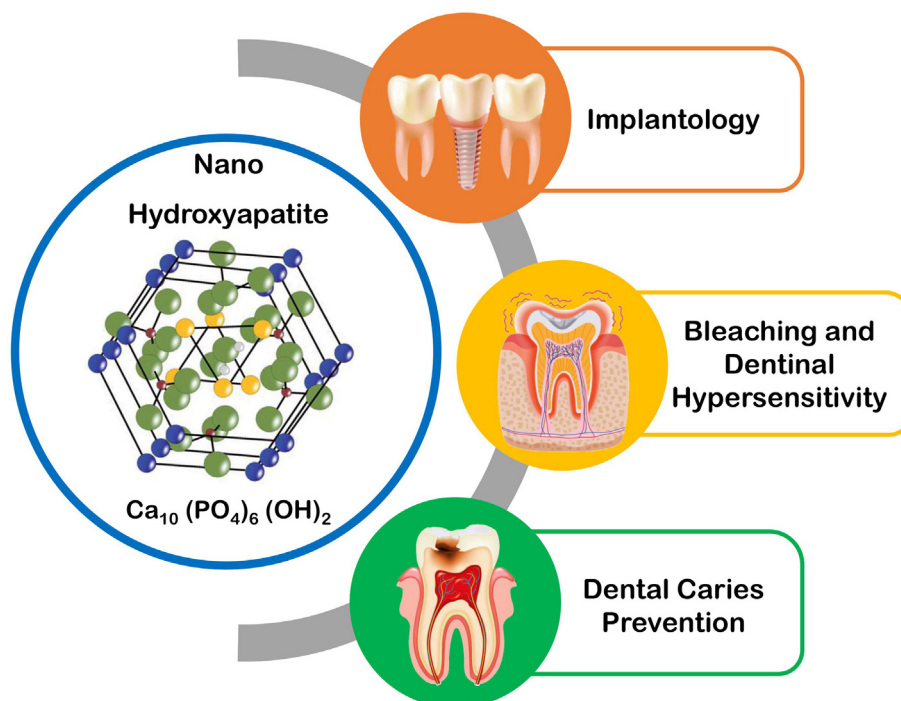 Nano
Hydroxyapatite
Ca₁₀ (PO₄)₆ (OH)₂
Implantology
Bleaching and
Dentinal
Hypersensitivity
Dental Caries
Prevention